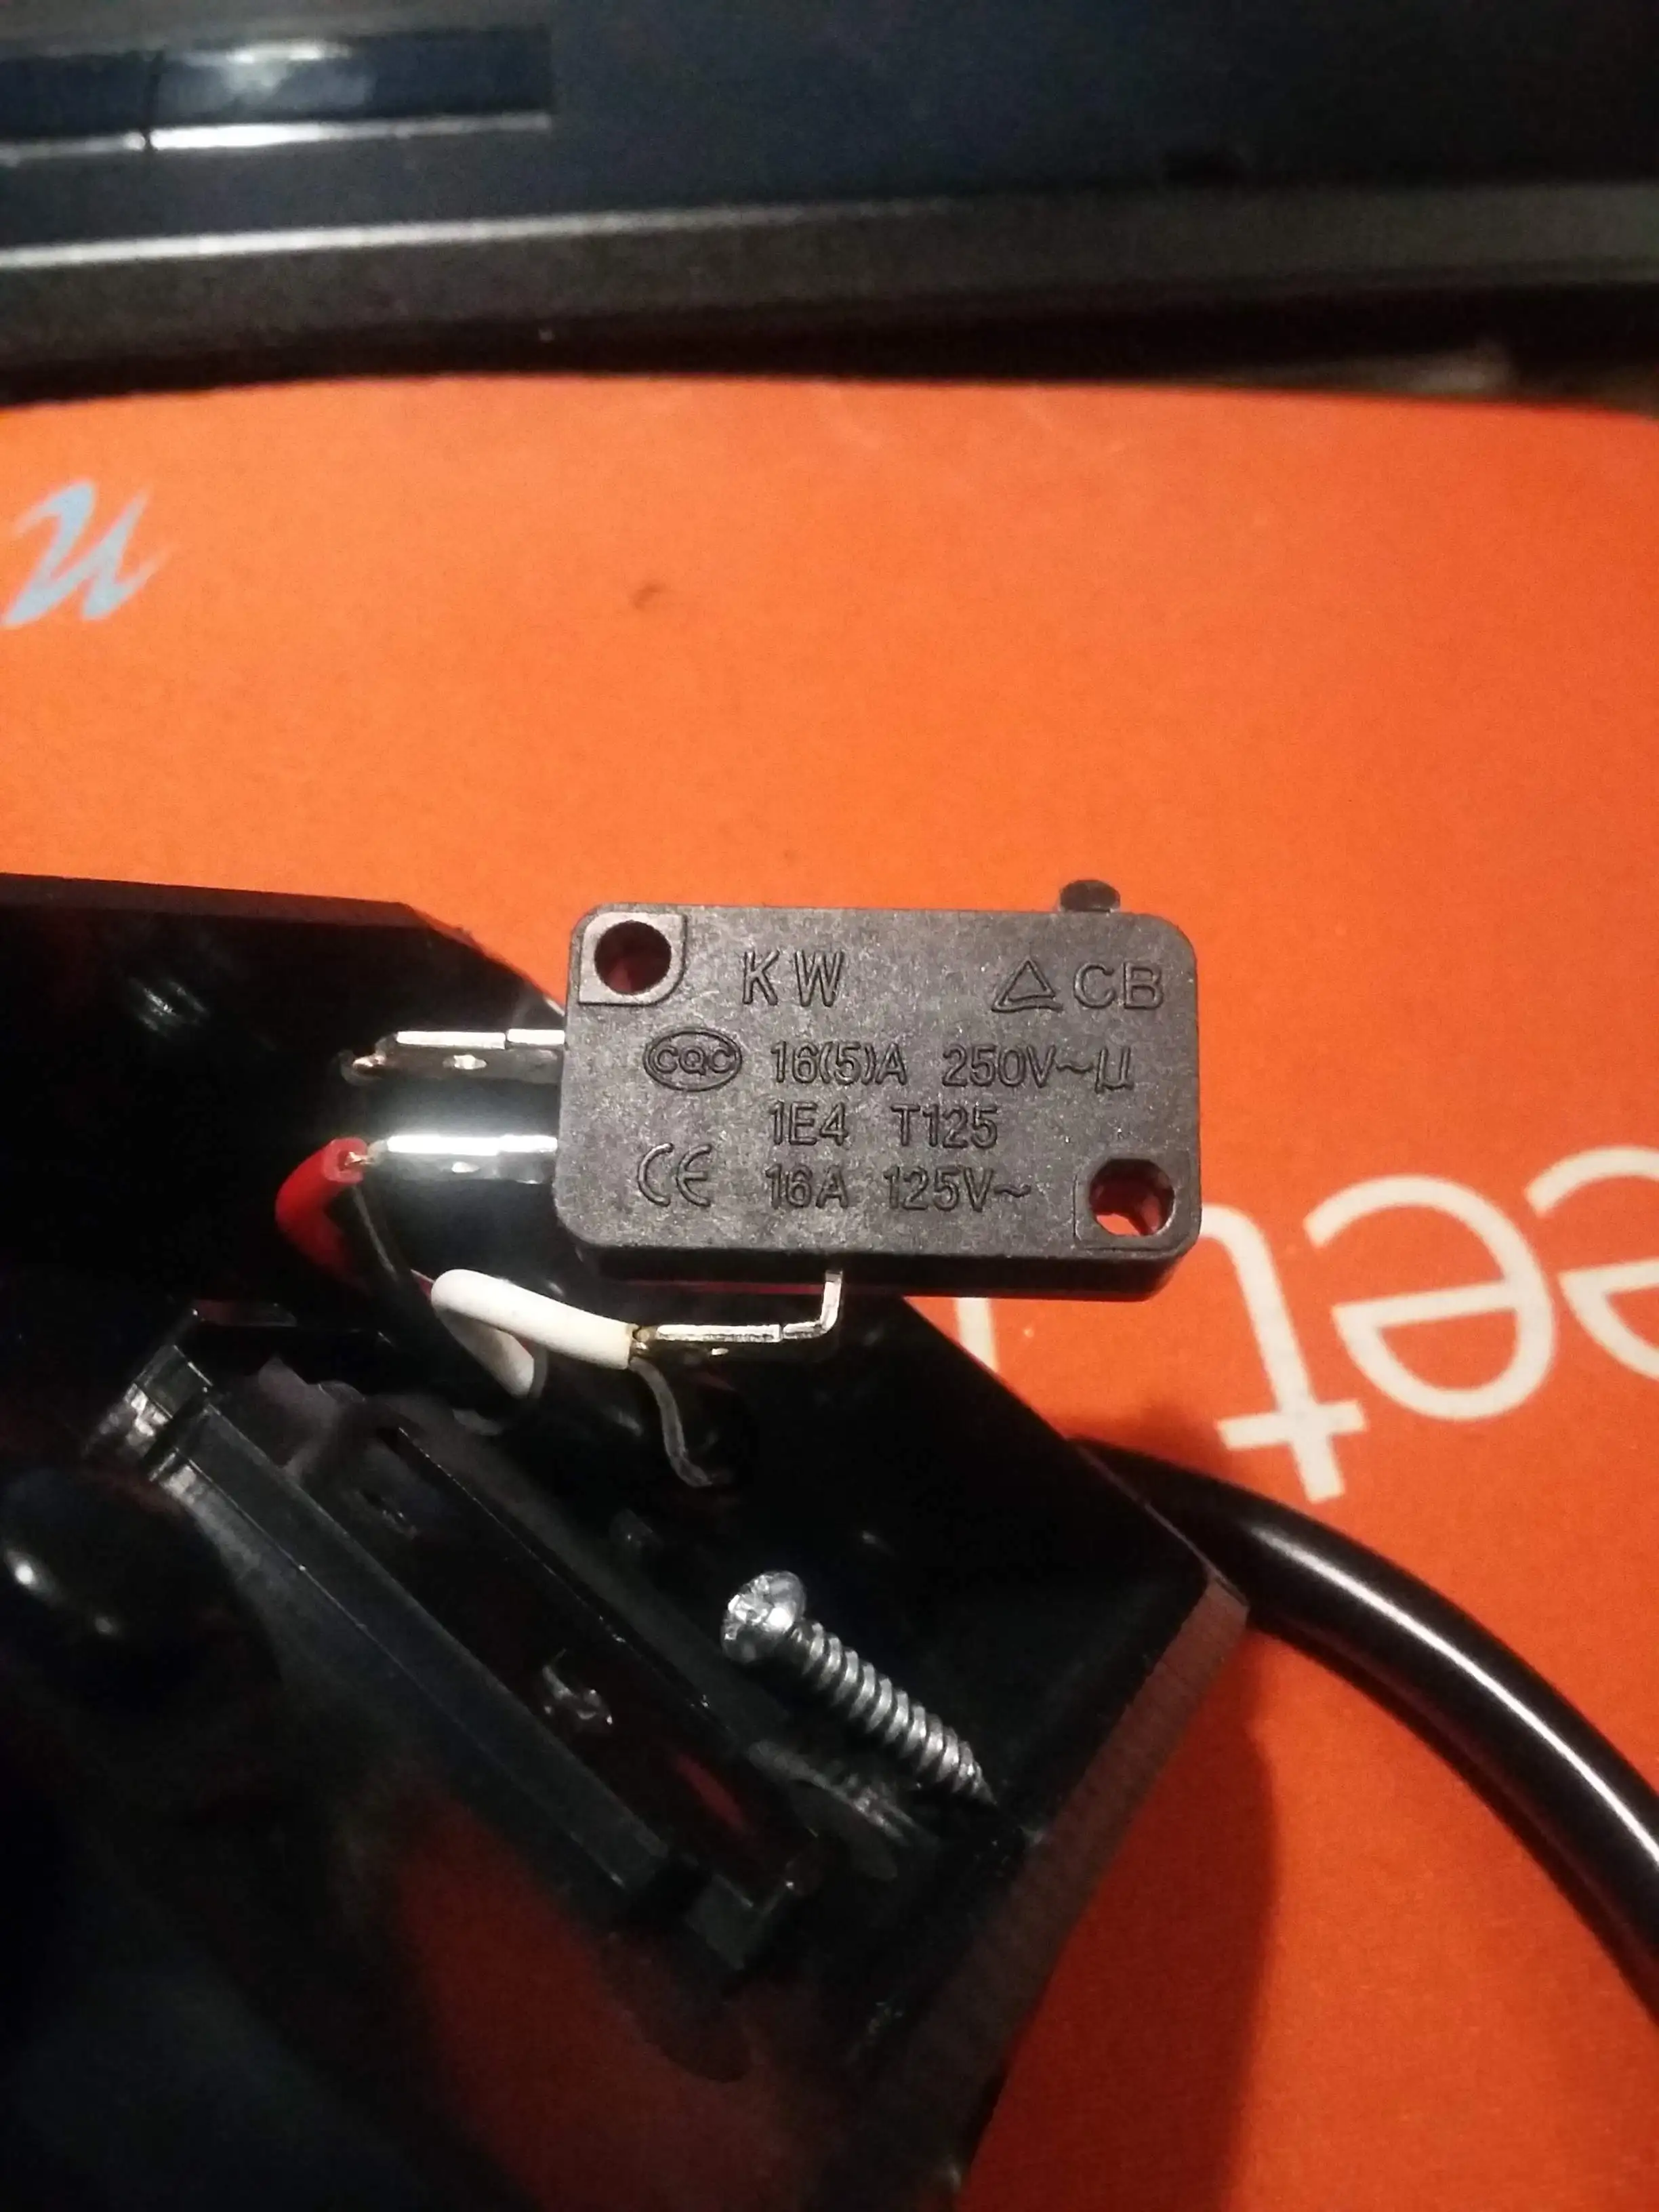 u
KW CB
CQC 16(5)A 250V~µ
1E4 T125
CE 16A 125V~